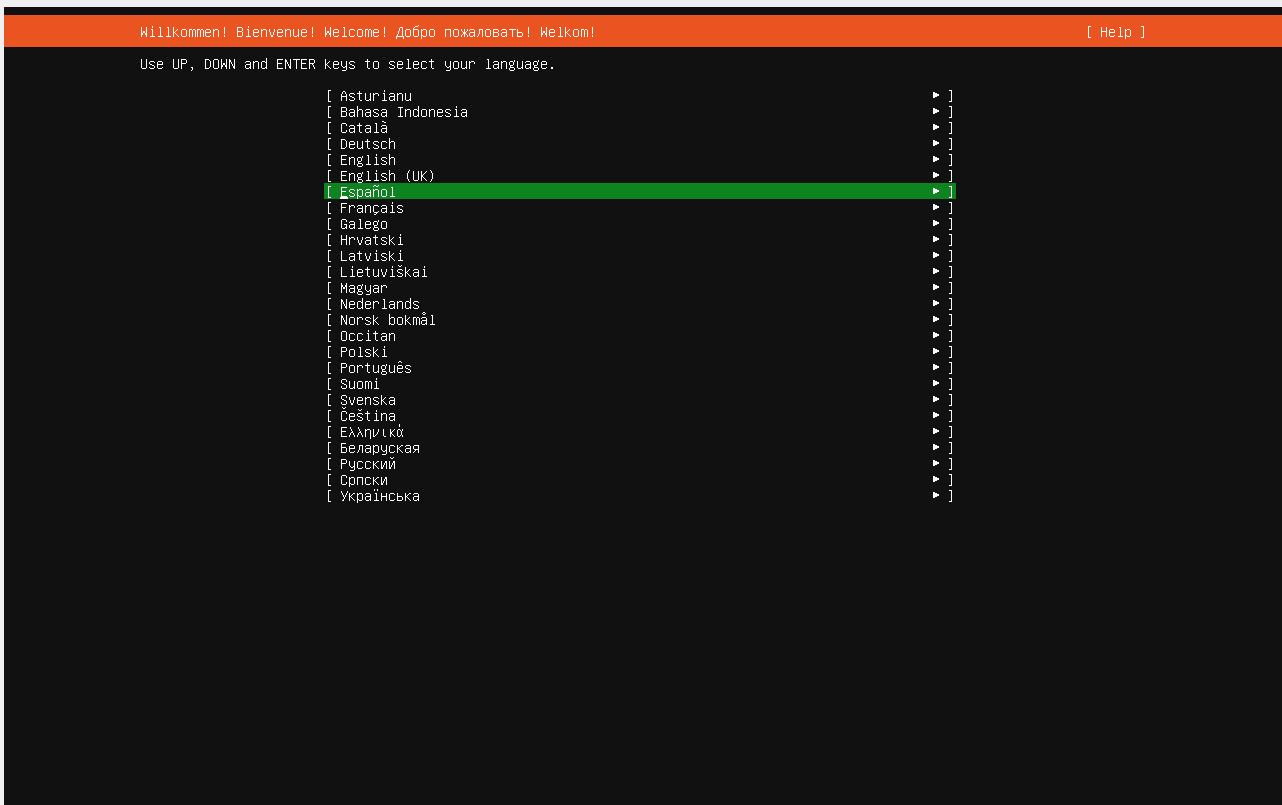 Willkommen! Bienvenue! Welcome! Добро пожаловать! Welkom! [ Help ]
Use UP, DOWN and ENTER keys to select your language.
[ Asturianu ► ]
[ Bahasa Indonesia ► ]
[ Català ► ]
[ Deutsch ► ]
[ English ► ]
[ English (UK) ► ]
[ Español ► ]
[ Français ► ]
[ Galego ► ]
[ Hrvatski ► ]
[ Latviski ► ]
[ Lietuviškai ► ]
[ Magyar ► ]
[ Nederlands ► ]
[ Norsk bokmål ► ]
[ Occitan ► ]
[ Polski ► ]
[ Português ► ]
[ Suomi ► ]
[ Svenska ► ]
[ Čeština ► ]
[ Ελληνικά ► ]
[ Беларуская ► ]
[ Русский ► ]
[ Српски ► ]
[ Українська ► ]